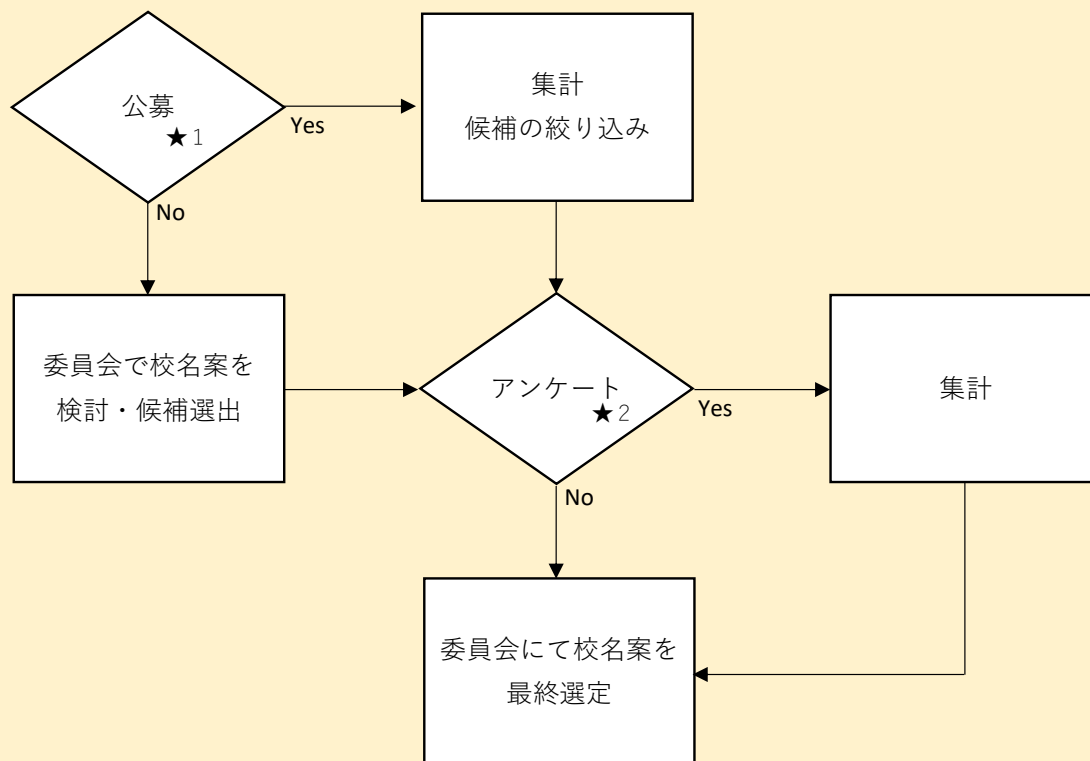 公募
★1
Yes
No
集計
候補の絞り込み
委員会で校名案を
検討・候補選出
アンケート
★2
Yes
No
集計
委員会にて校名案を
最終選定